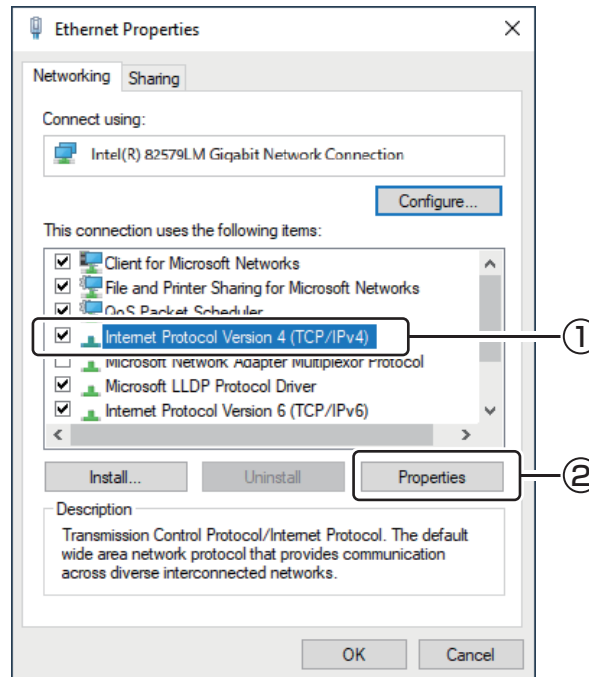 Ethernet Properties
Networking Sharing
Connect using:
Intel(R) 82579LM Gigabit Network Connection
Configure...
This connection uses the following items:
Client for Microsoft Networks
File and Printer Sharing for Microsoft Networks
QoS Packet Scheduler
Internet Protocol Version 4 (TCP/IPv4)
①
Microsoft Network Adapter Multiplexor Protocol
Microsoft LLDP Protocol Driver
Internet Protocol Version 6 (TCP/IPv6)
Install... Uninstall Properties
②
Description
Transmission Control Protocol/Internet Protocol. The default
wide area network protocol that provides communication
across diverse interconnected networks.
OK Cancel